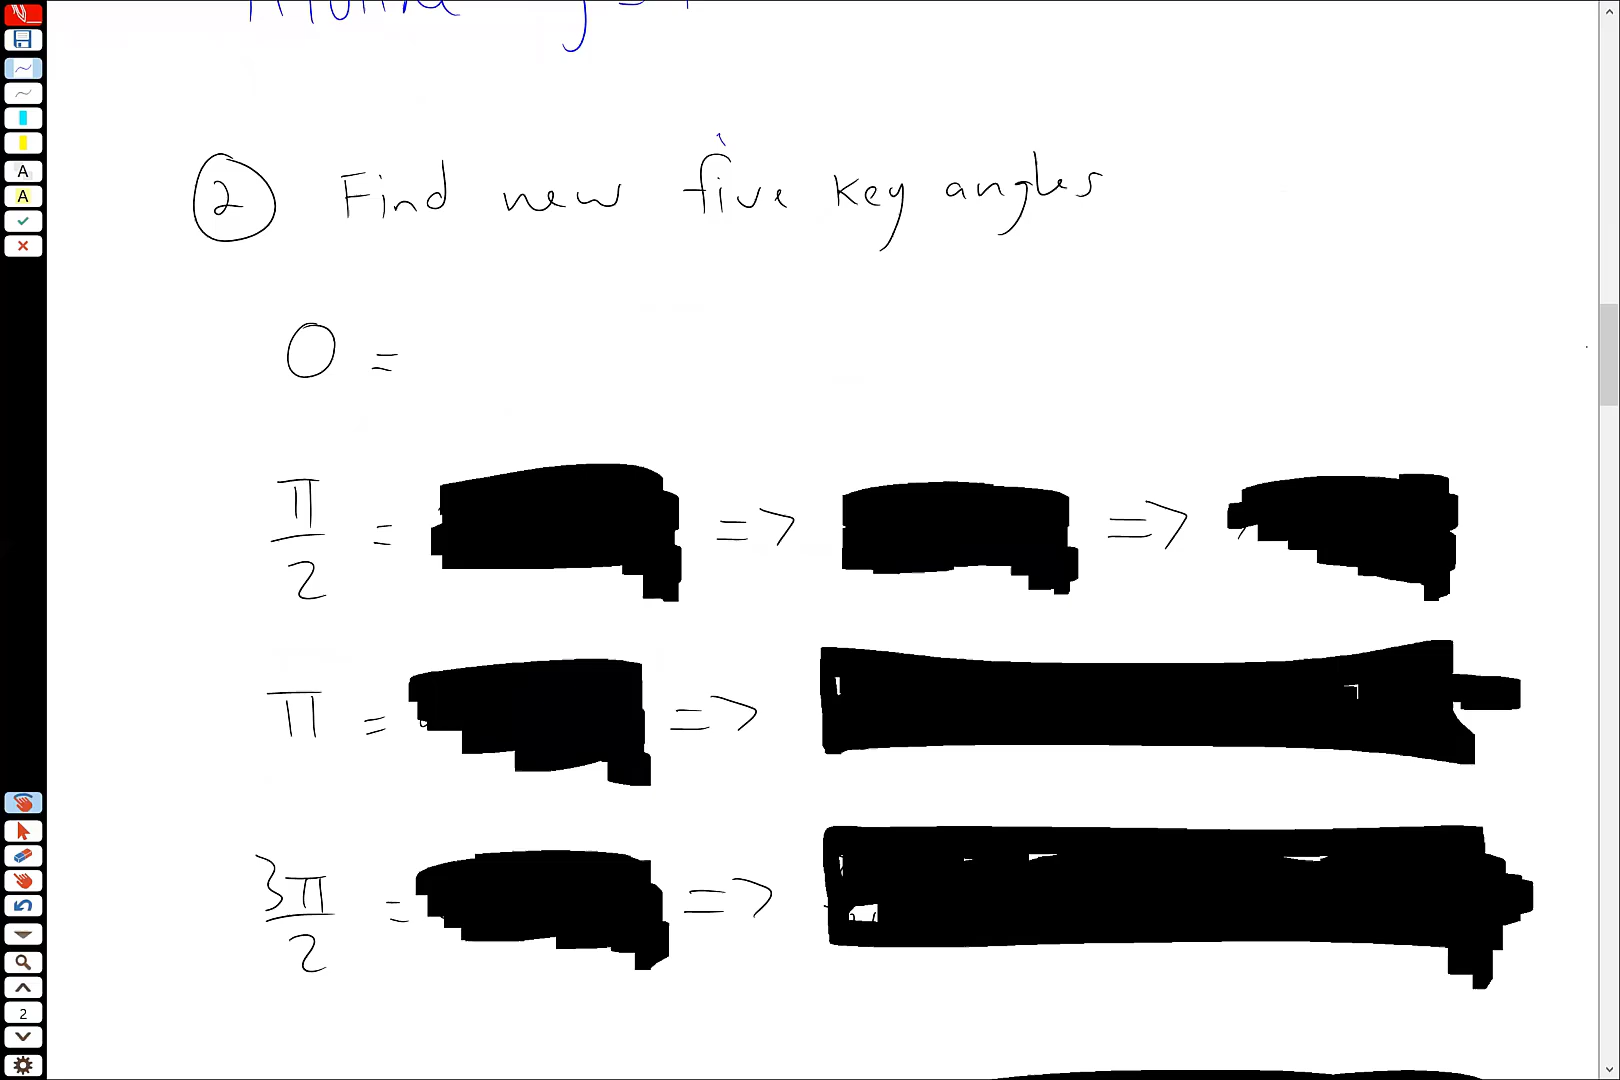 ② Find new five key angles
0 =
π/2 = => =>
π = =>
3π/2 = =>